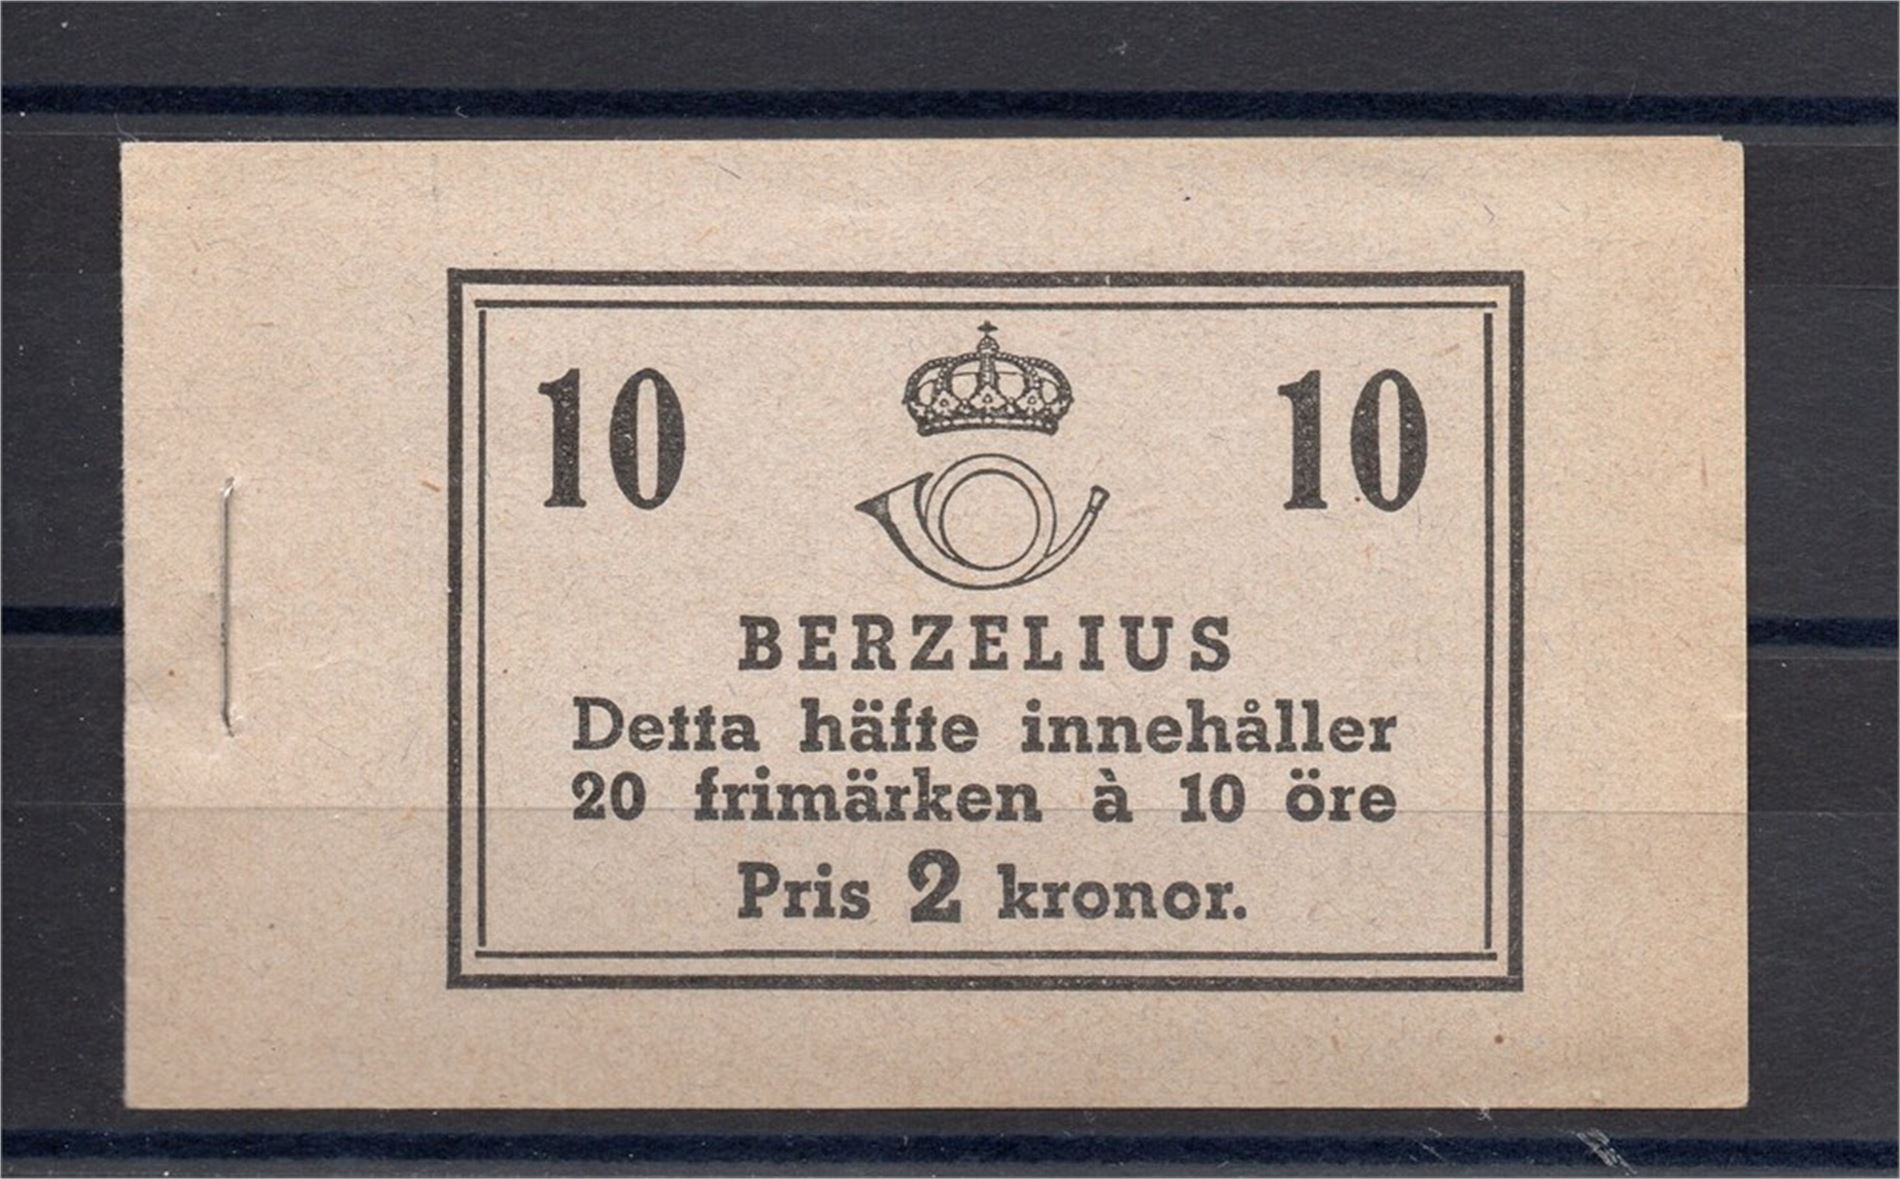 10 10
BERZELIUS
Detta häfte innehåller
20 frimärken à 10 öre
Pris 2 kronor.